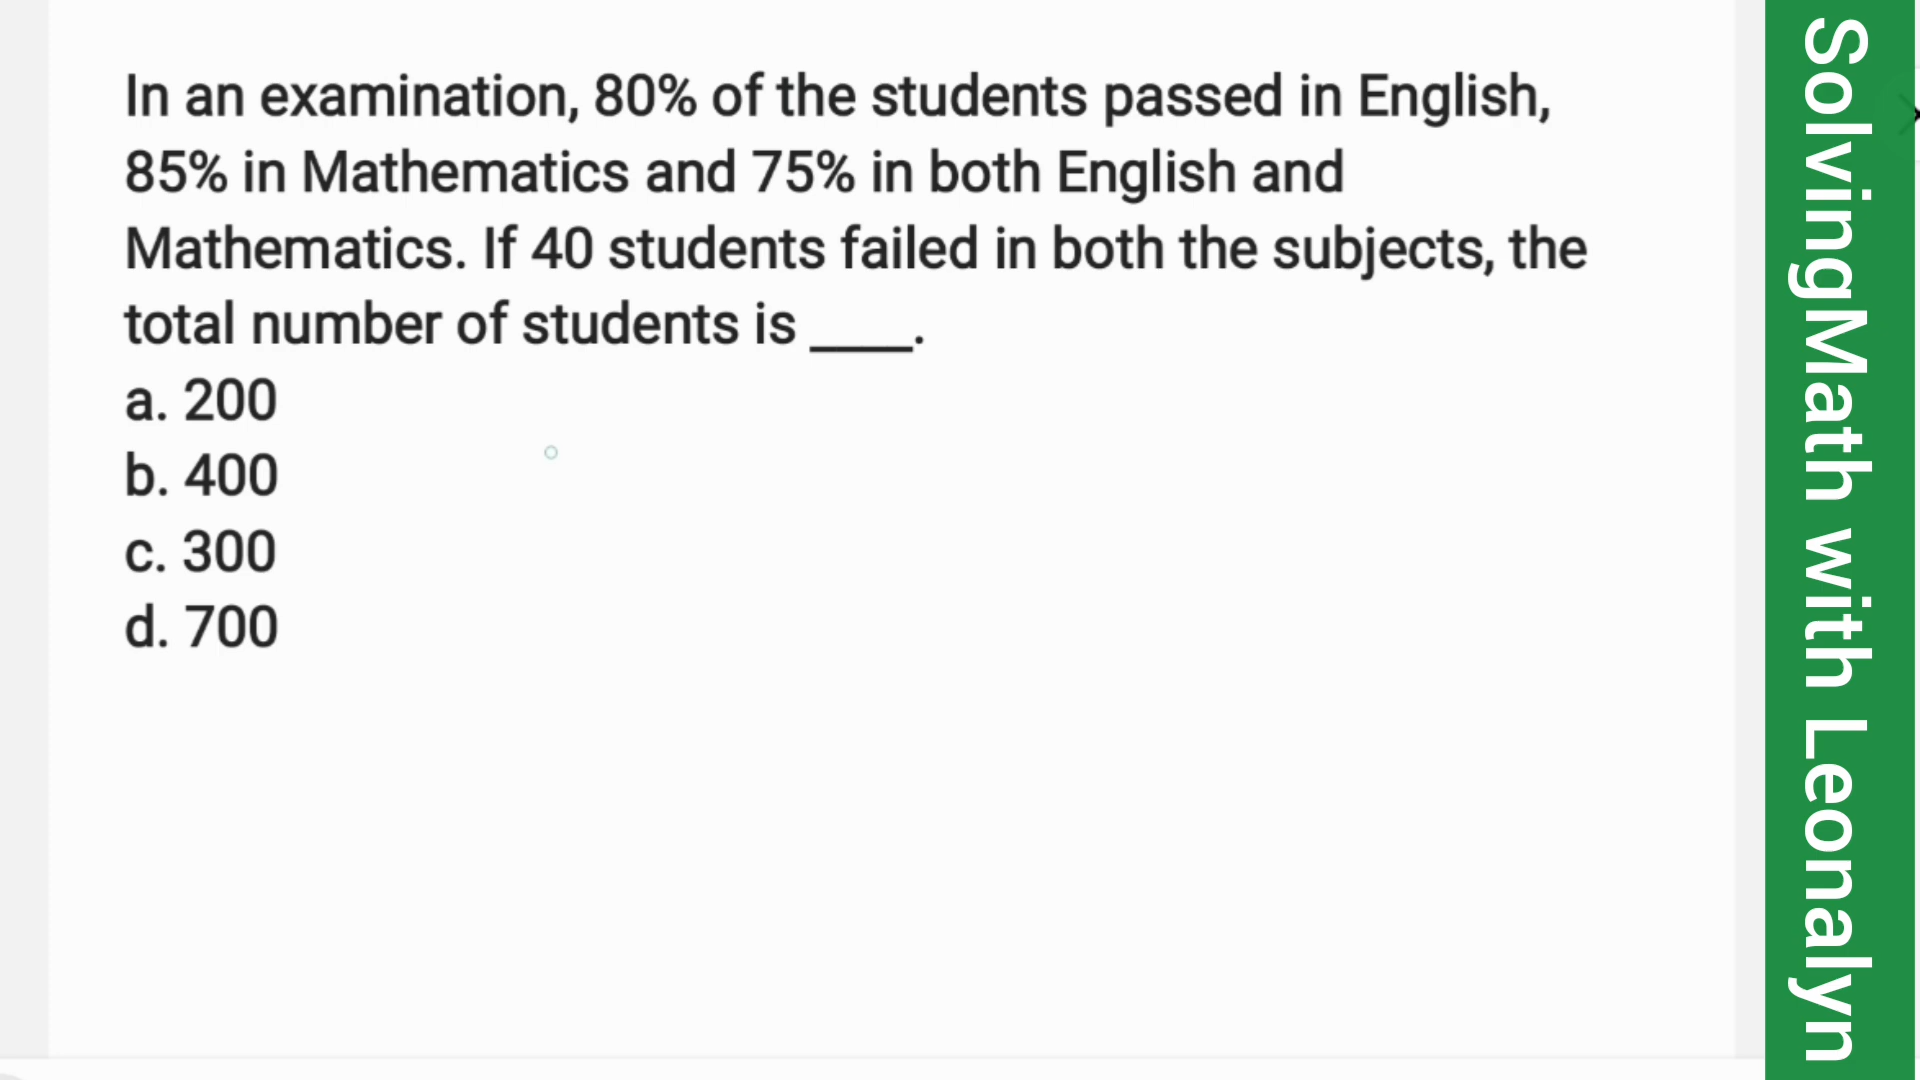 In an examination, 80% of the students passed in English,
85% in Mathematics and 75% in both English and
Mathematics. If 40 students failed in both the subjects, the
total number of students is ____.
a. 200
b. 400
c. 300
d. 700
SolvingMath with Leonalyn